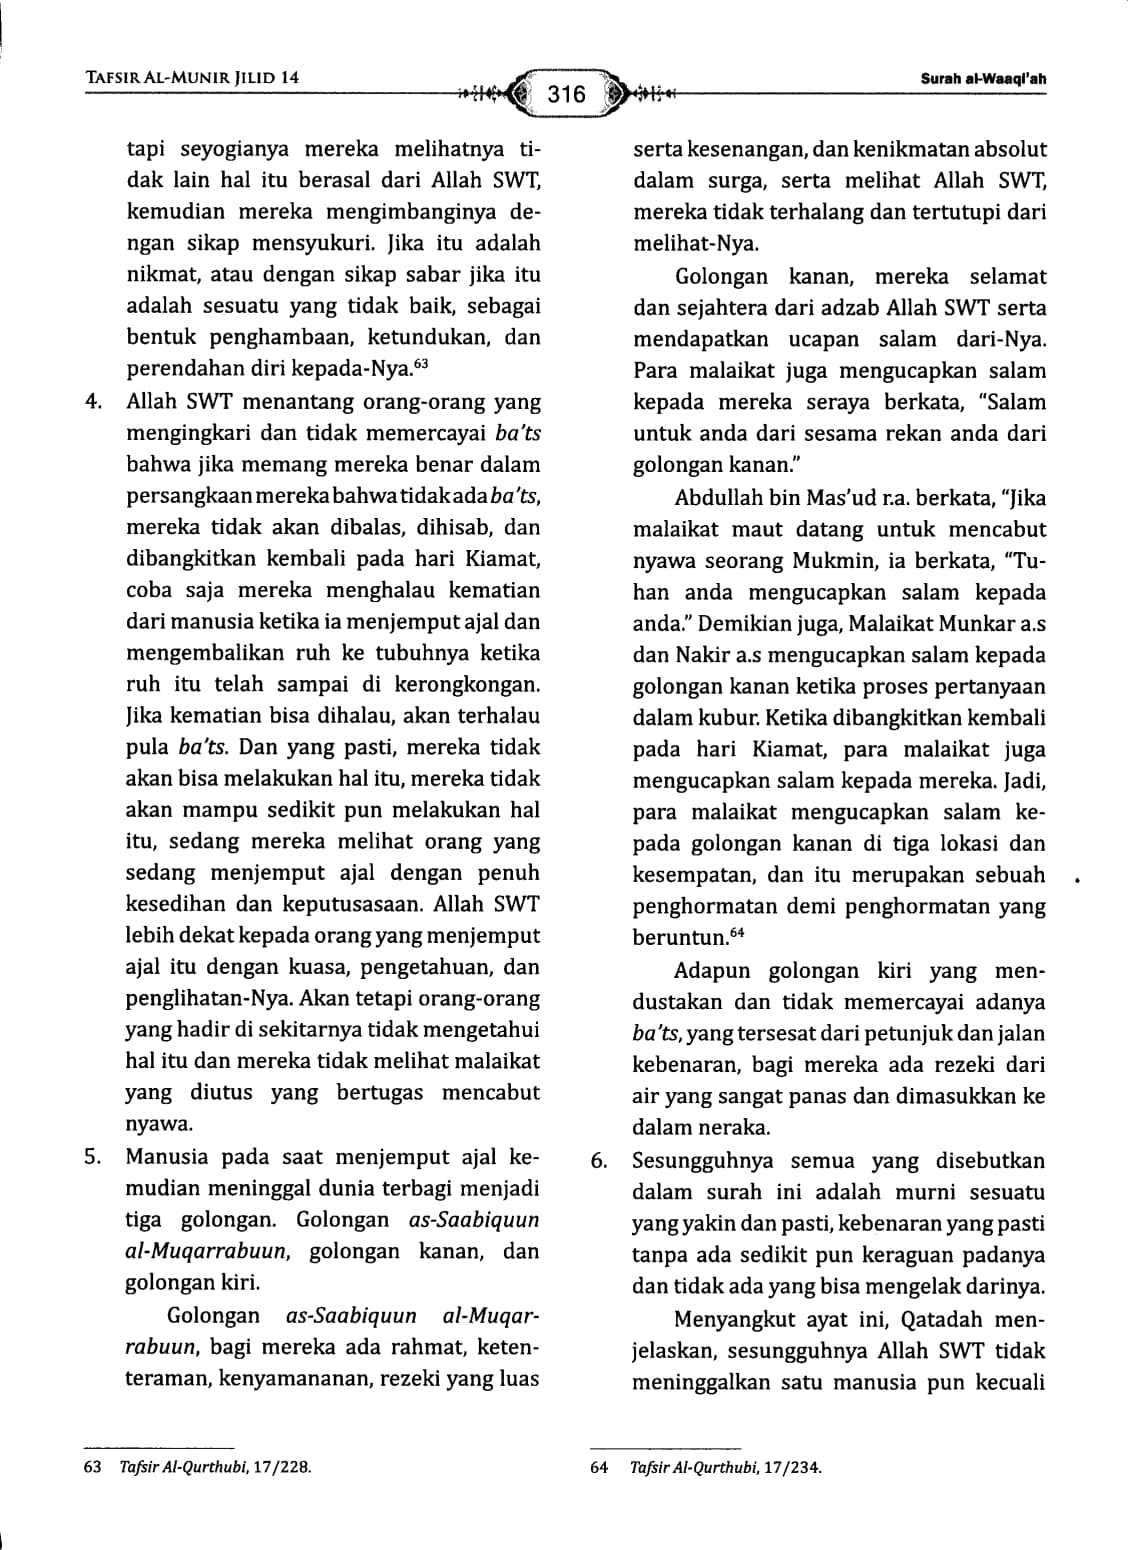 TAFSIR AL-MUNIR JILID 14
316
Surah al-Waaqi'ah
tapi seyogianya mereka melihatnya ti-
dak lain hal itu berasal dari Allah SWT,
kemudian mereka mengimbanginya de-
ngan sikap mensyukuri. Jika itu adalah
nikmat, atau dengan sikap sabar jika itu
adalah sesuatu yang tidak baik, sebagai
bentuk penghambaan, ketundukan, dan
perendahan diri kepada-Nya.63
4. Allah SWT menantang orang-orang yang
mengingkari dan tidak memercayai ba'ts
bahwa jika memang mereka benar dalam
persangkaan mereka bahwa tidak ada ba'ts,
mereka tidak akan dibalas, dihisab, dan
dibangkitkan kembali pada hari Kiamat,
coba saja mereka menghalau kematian
dari manusia ketika ia menjemput ajal dan
mengembalikan ruh ke tubuhnya ketika
ruh itu telah sampai di kerongkongan.
Jika kematian bisa dihalau, akan terhalau
pula ba'ts. Dan yang pasti, mereka tidak
akan bisa melakukan hal itu, mereka tidak
akan mampu sedikit pun melakukan hal
itu, sedang mereka melihat orang yang
sedang menjemput ajal dengan penuh
kesedihan dan keputusasaan. Allah SWT
lebih dekat kepada orang yang menjemput
ajal itu dengan kuasa, pengetahuan, dan
penglihatan-Nya. Akan tetapi orang-orang
yang hadir di sekitarnya tidak mengetahui
hal itu dan mereka tidak melihat malaikat
yang diutus yang bertugas mencabut
nyawa.
5. Manusia pada saat menjemput ajal ke-
mudian meninggal dunia terbagi menjadi
tiga golongan. Golongan as-Saabiquun
al-Muqarrabuun, golongan kanan, dan
golongan kiri.
Golongan as-Saabiquun al-Muqar-
rabuun, bagi mereka ada rahmat, keten-
teraman, kenyamananan, rezeki yang luas
63 Tafsir Al-Qurthubi, 17/228.
serta kesenangan, dan kenikmatan absolut
dalam surga, serta melihat Allah SWT,
mereka tidak terhalang dan tertutupi dari
melihat-Nya.
Golongan kanan, mereka selamat
dan sejahtera dari adzab Allah SWT serta
mendapatkan ucapan salam dari-Nya.
Para malaikat juga mengucapkan salam
kepada mereka seraya berkata, “Salam
untuk anda dari sesama rekan anda dari
golongan kanan.”
Abdullah bin Mas'ud r.a. berkata, “Jika
malaikat maut datang untuk mencabut
nyawa seorang Mukmin, ia berkata, “Tu-
han anda mengucapkan salam kepada
anda.” Demikian juga, Malaikat Munkar a.s
dan Nakir a.s mengucapkan salam kepada
golongan kanan ketika proses pertanyaan
dalam kubur. Ketika dibangkitkan kembali
pada hari Kiamat, para malaikat juga
mengucapkan salam kepada mereka. Jadi,
para malaikat mengucapkan salam ke-
pada golongan kanan di tiga lokasi dan
kesempatan, dan itu merupakan sebuah
penghormatan demi penghormatan yang
beruntun.64
Adapun golongan kiri yang men-
dustakan dan tidak memercayai adanya
ba'ts, yang tersesat dari petunjuk dan jalan
kebenaran, bagi mereka ada rezeki dari
air yang sangat panas dan dimasukkan ke
dalam neraka.
6. Sesungguhnya semua yang disebutkan
dalam surah ini adalah murni sesuatu
yang yakin dan pasti, kebenaran yang pasti
tanpa ada sedikit pun keraguan padanya
dan tidak ada yang bisa mengelak darinya.
Menyangkut ayat ini, Qatadah men-
jelaskan, sesungguhnya Allah SWT tidak
meninggalkan satu manusia pun kecuali
64 Tafsir Al-Qurthubi, 17/234.